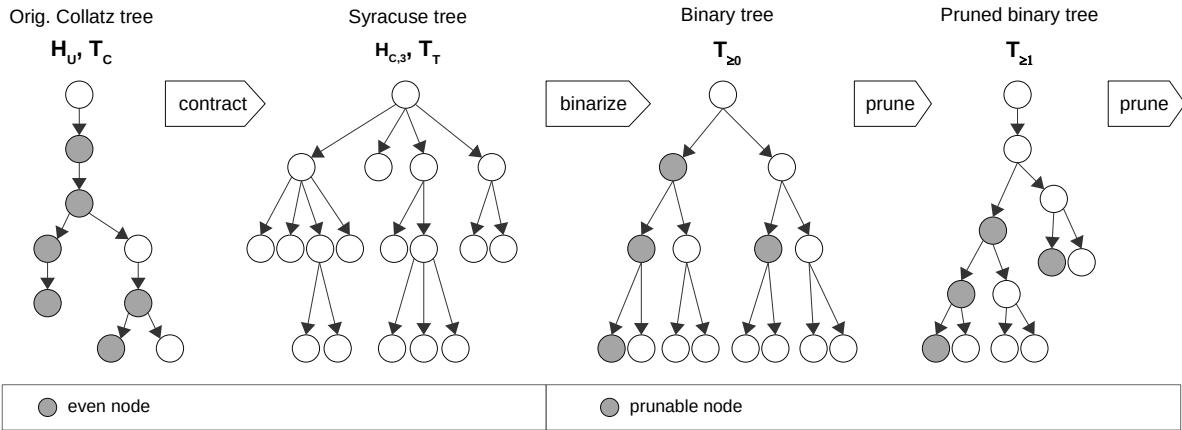 Orig. Collatz tree
Syracuse tree
Binary tree
Pruned binary tree
H_U, T_C
H_C,3, T_T
T_≥0
T_≥1
contract
binarize
prune
prune
even node
prunable node